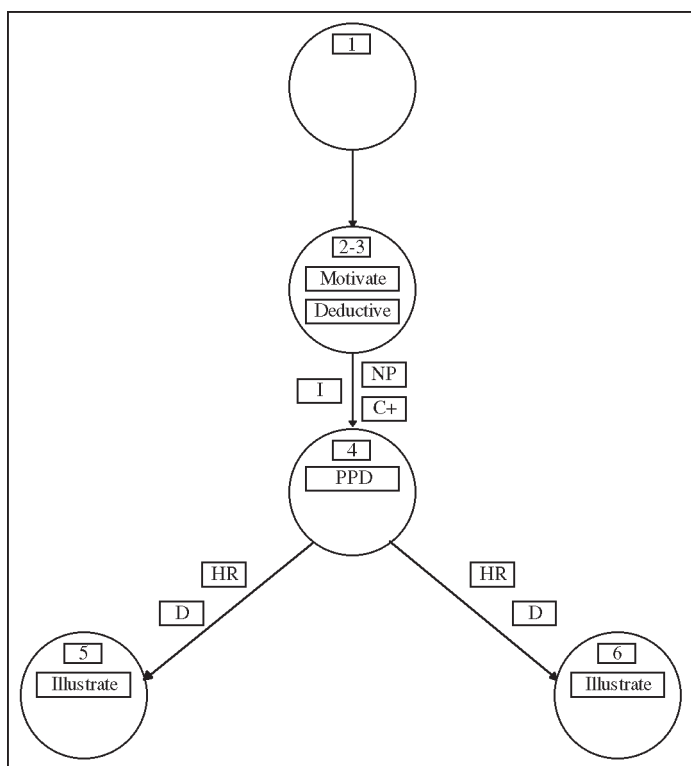 1
2-3
Motivate
Deductive
I
NP
C+
4
PPD
HR
D
HR
D
5
Illustrate
6
Illustrate